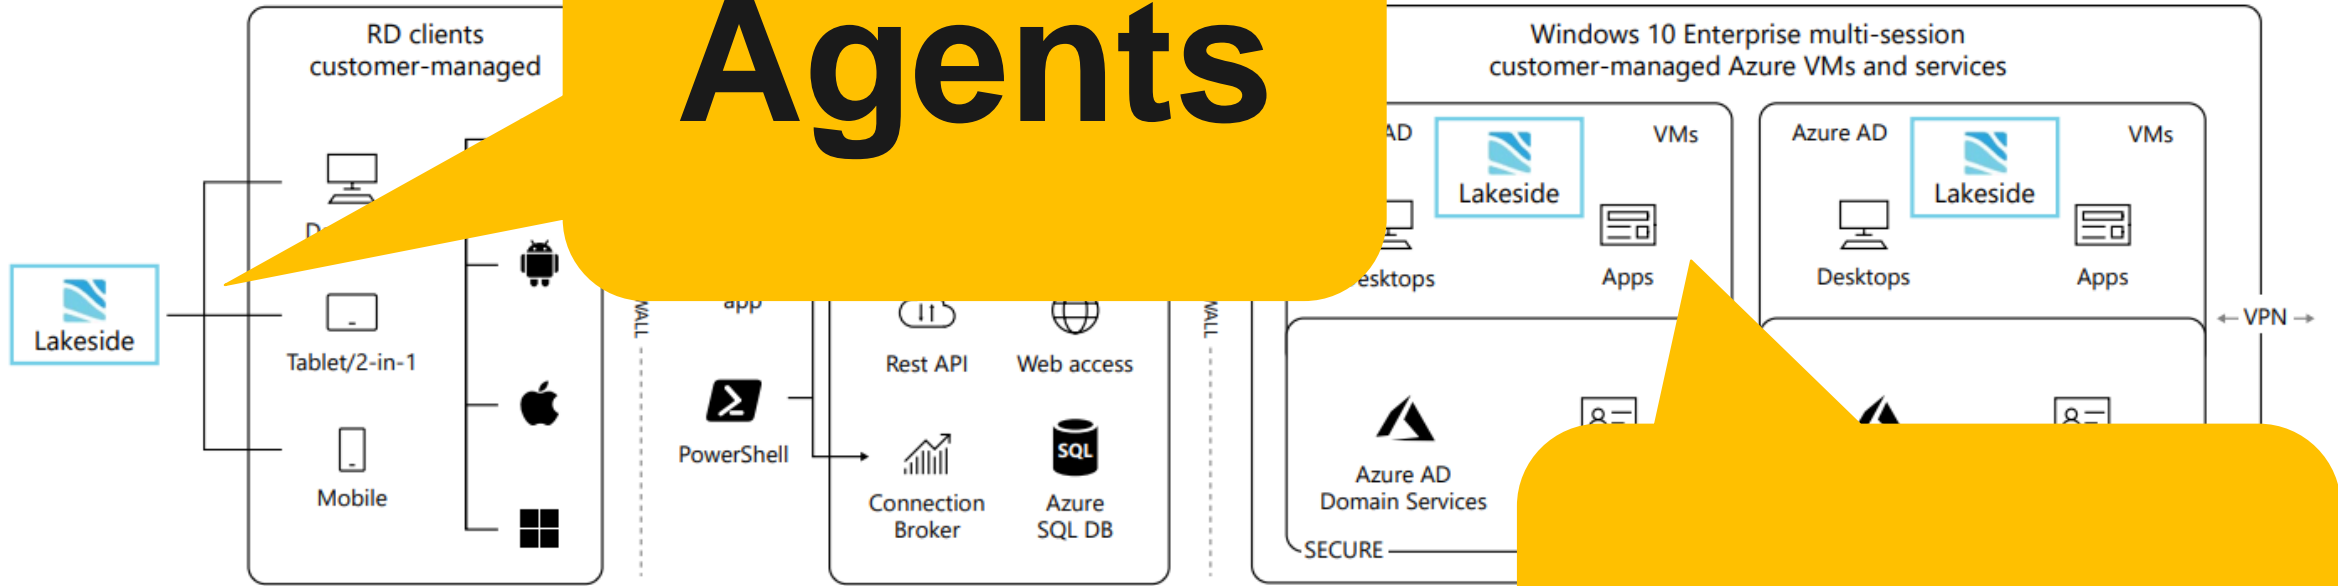 RD clients
customer-managed
Agents
Windows 10 Enterprise multi-session
customer-managed Azure VMs and services
Lakeside
Tablet/2-in-1
Mobile
WALL
app
PowerShell
Rest API
Web access
Connection
Broker
SQL
Azure
SQL DB
WALL
AD
VMs
Lakeside
esktops
Apps
Azure AD
VMs
Lakeside
Desktops
Apps
Azure AD
Domain Services
SECURE
VPN